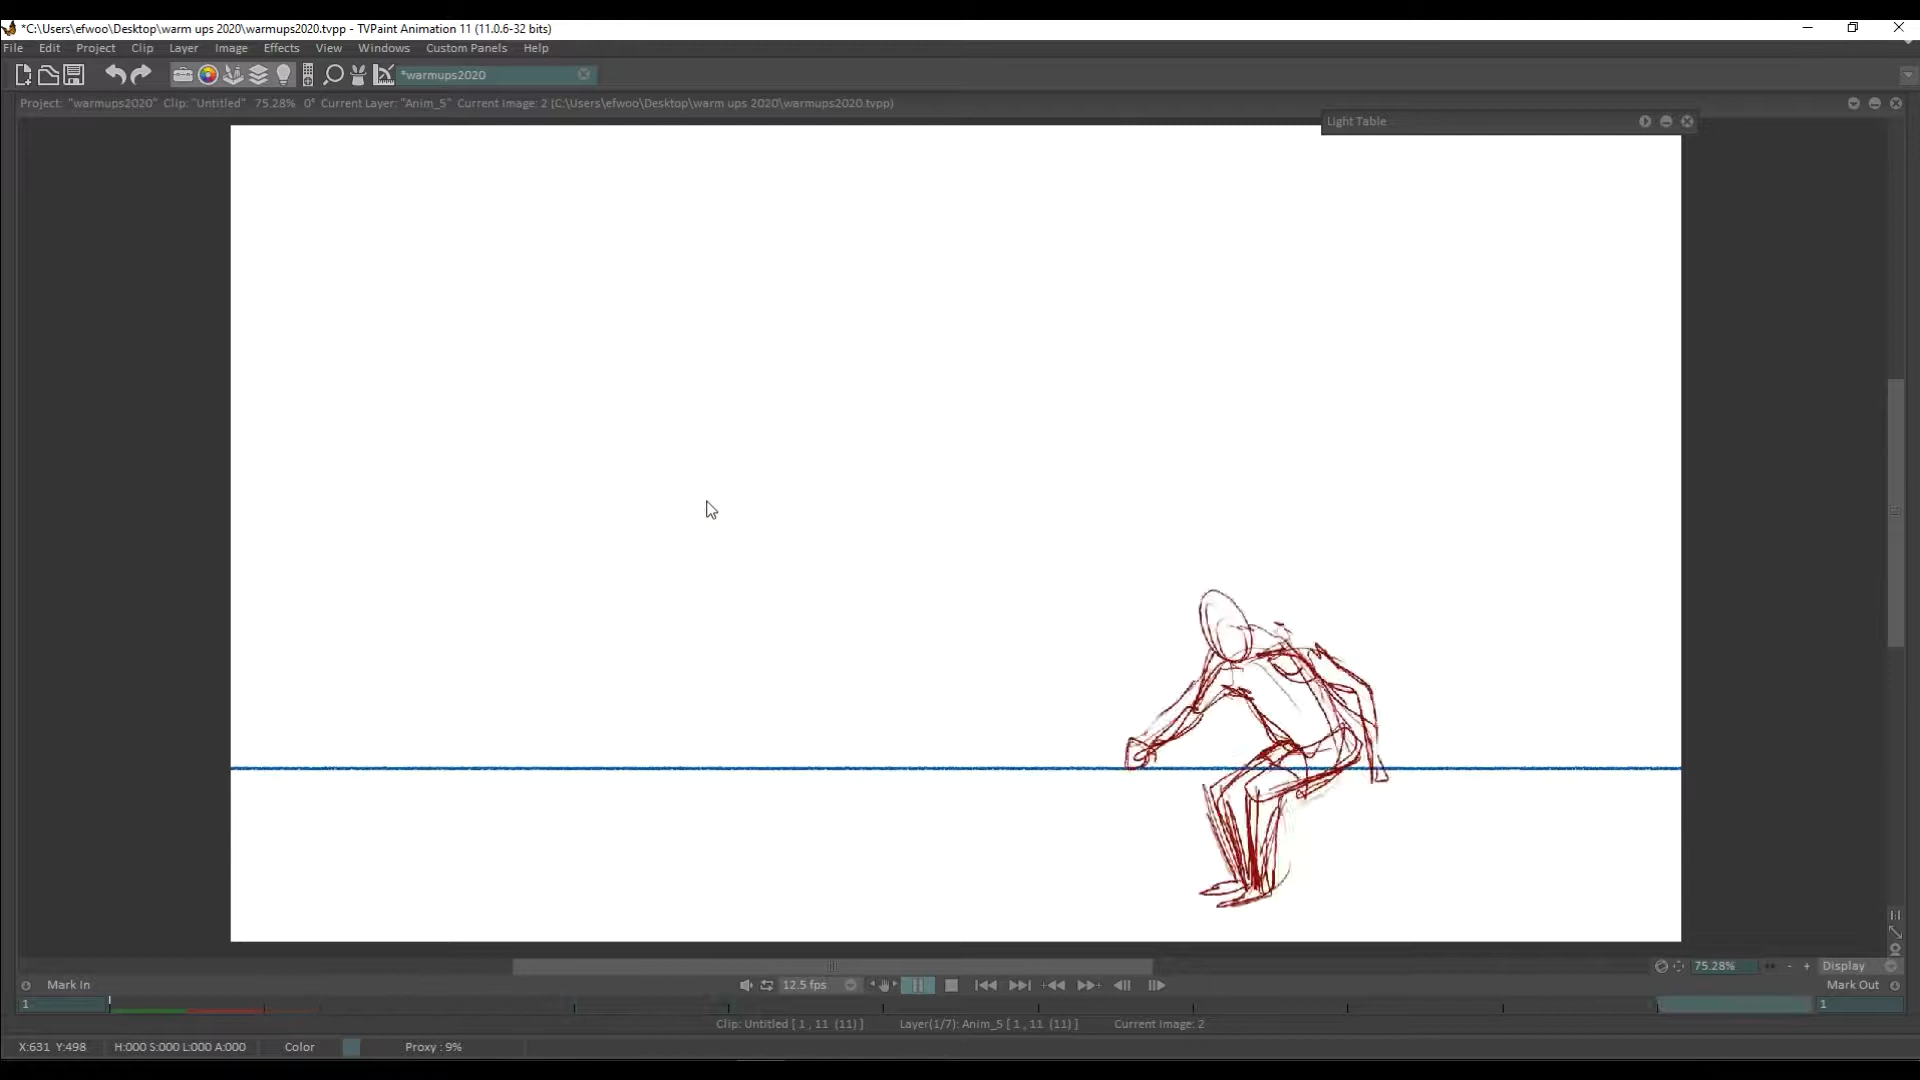 *C:\Users\efwoo\Desktop\warm ups 2020\warmups2020.tvpp - TVPaint Animation 11 (11.0.6-32 bits)
File Edit Project Clip Layer Image Effects View Windows Custom Panels Help
*warmups2020
Project: "warmups2020" Clip: "Untitled" 75.28% 0° Current Layer: "Anim_5" Current Image: 2 (C:\Users\efwoo\Desktop\warm ups 2020\warmups2020.tvpp)
Light Table
75.28% - + Display
Mark In 12.5 fps Mark Out
1 1
Clip: Untitled [ 1 , 11 (11) ] Layer(1/7): Anim_5 [ 1 , 11 (11) ] Current Image: 2
X:631 Y:498 H:000 S:000 L:000 A:000 Color Proxy : 9%